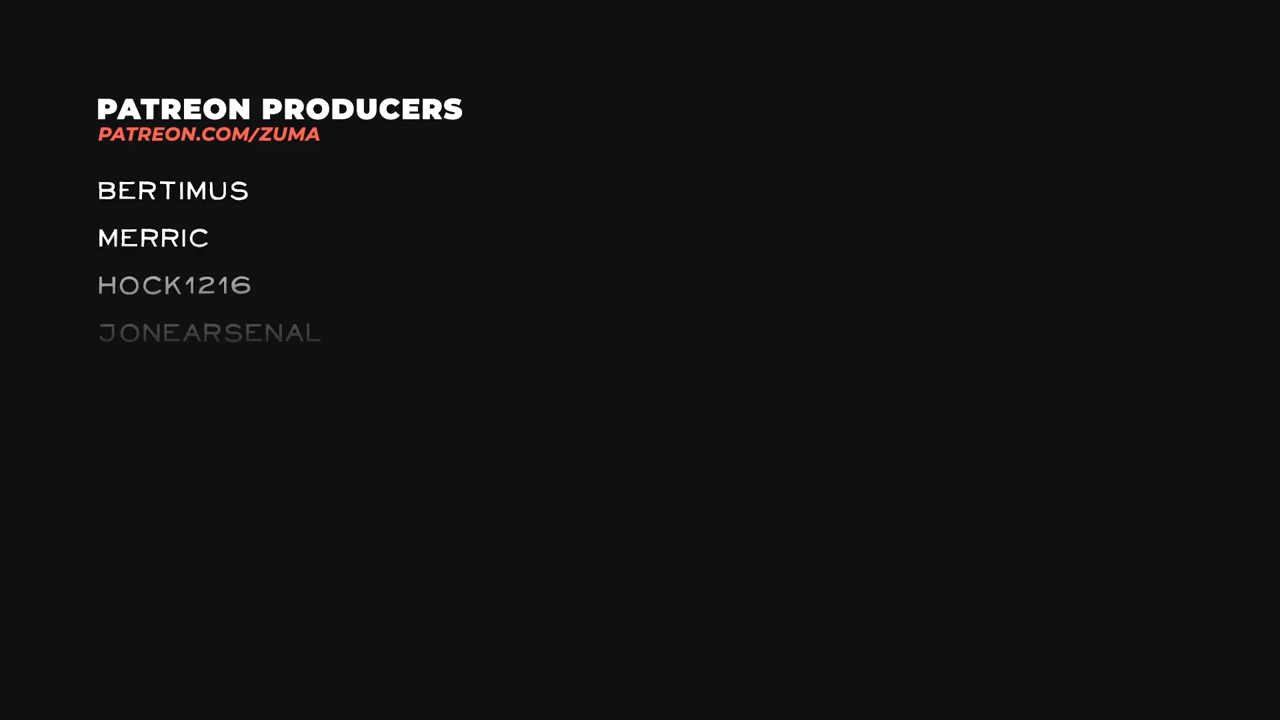 PATREON PRODUCERS
PATREON.COM/ZUMA
BERTIMUS
MERRIC
HOCK1216
JONEARSENAL